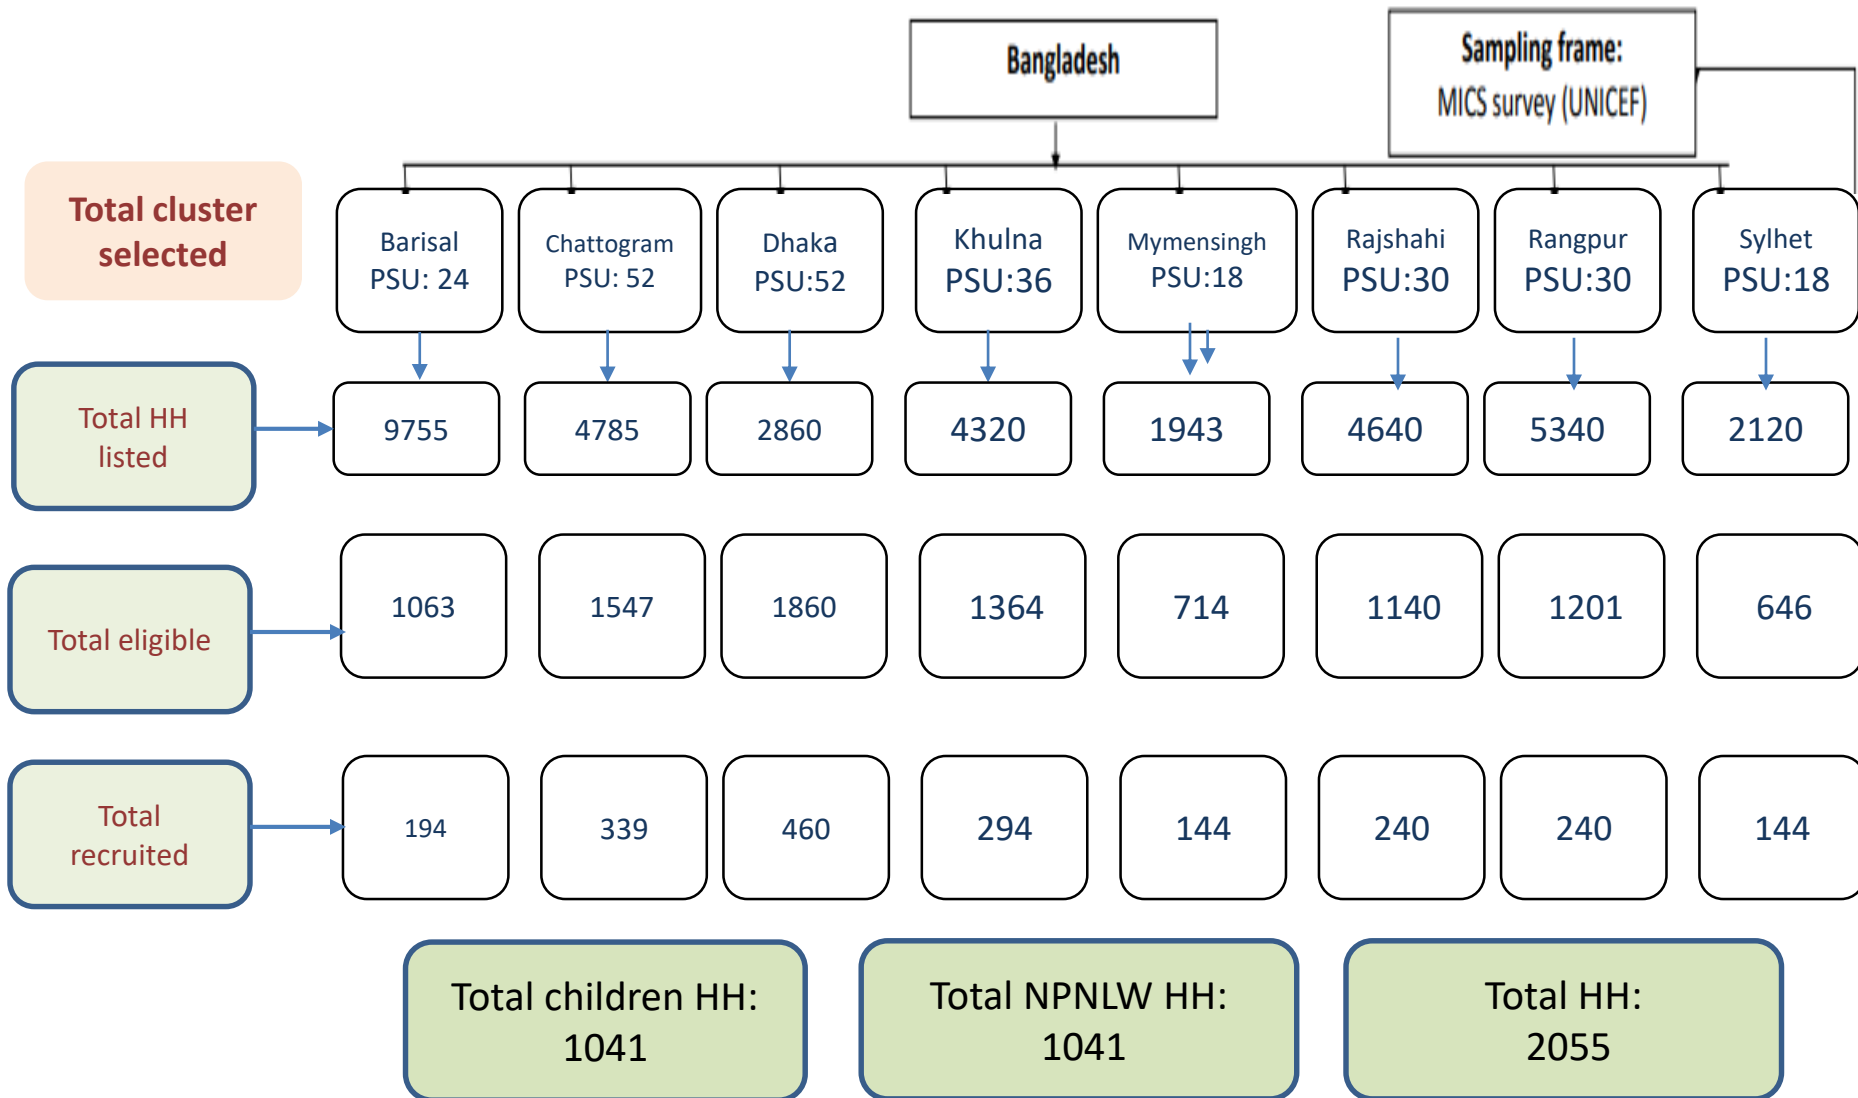 Bangladesh
Sampling frame:
MICS survey (UNICEF)
Total cluster
selected
Barisal
PSU: 24
Chattogram
PSU: 52
Dhaka
PSU:52
Khulna
PSU:36
Mymensingh
PSU:18
Rajshahi
PSU:30
Rangpur
PSU:30
Sylhet
PSU:18
Total HH
listed
9755
4785
2860
4320
1943
4640
5340
2120
Total eligible
1063
1547
1860
1364
714
1140
1201
646
Total
recruited
194
339
460
294
144
240
240
144
Total children HH:
1041
Total NPNLW HH:
1041
Total HH:
2055